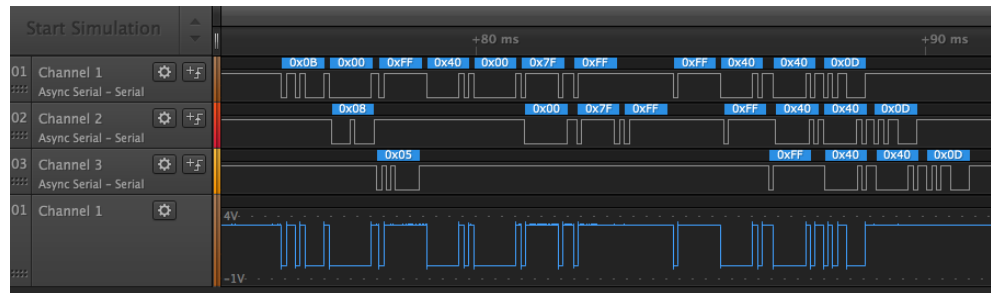 Start Simulation
+80 ms +90 ms
01 Channel 1 0x0B 0x00 0xFF 0x40 0x00 0x7F 0xFF 0xFF 0x40 0x40 0x0D
Async Serial – Serial
02 Channel 2 0x08 0x00 0x7F 0xFF 0xFF 0x40 0x40 0x0D
Async Serial – Serial
03 Channel 3 0x05 0xFF 0x40 0x40 0x0D
Async Serial – Serial
01 Channel 1
4V
-1V